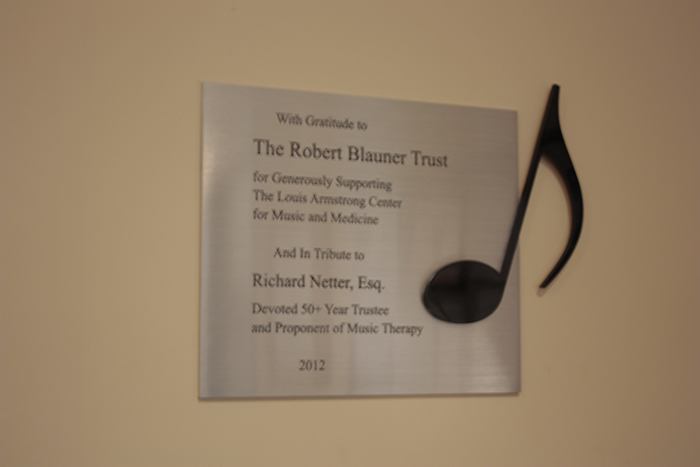 With Gratitude to
The Robert Blauner Trust
for Generously Supporting
The Louis Armstrong Center
for Music and Medicine
And In Tribute to
Richard Netter, Esq.
Devoted 50+ Year Trustee
and Proponent of Music Therapy
2012